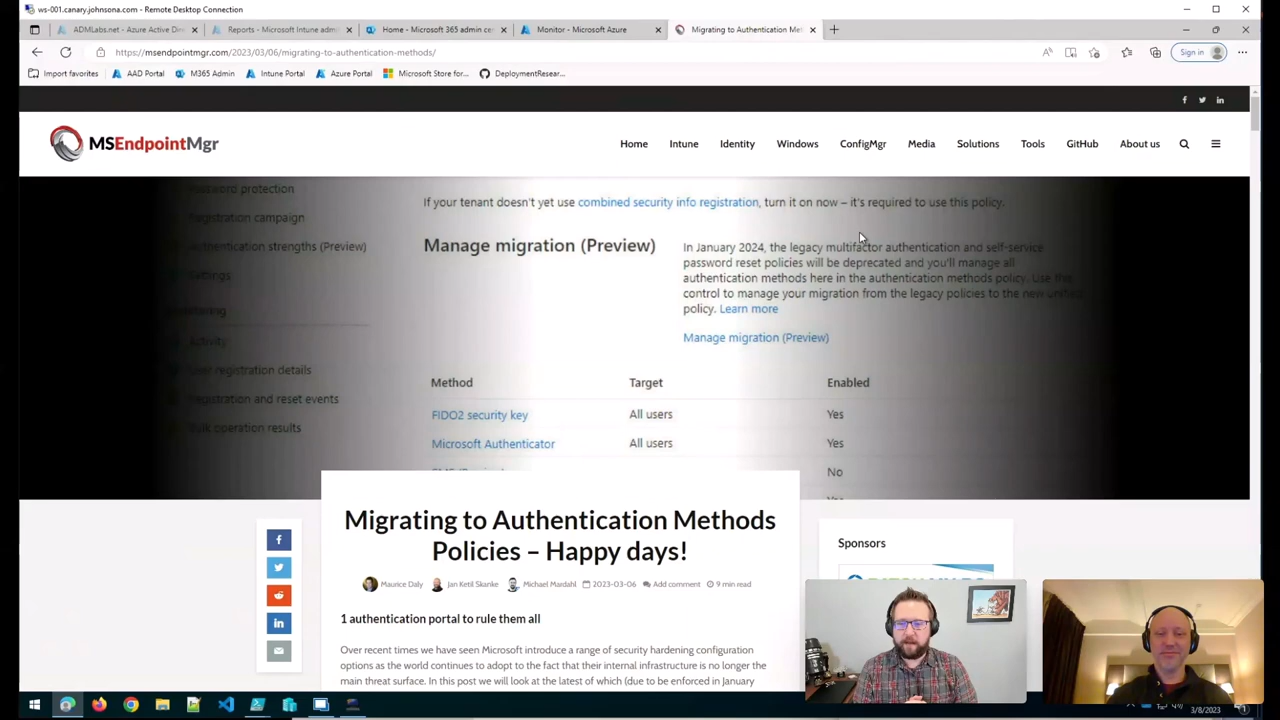 ws-001.canary.johnsona.com - Remote Desktop Connection
ADMLabs.net - Azure Active Dire
Reports - Microsoft Intune admi
Home - Microsoft 365 admin ce
Monitor - Microsoft Azure
Migrating to Authentication Met
https://msendpointmgr.com/2023/03/06/migrating-to-authentication-methods/
Sign in
Import favorites
AAD Portal
M365 Admin
Intune Portal
Azure Portal
Microsoft Store for...
DeploymentResear...
MSEndpointMgr
Home
Intune
Identity
Windows
ConfigMgr
Media
Solutions
Tools
GitHub
About us
Password protection
Registration campaign
Authentication strengths (Preview)
Settings
Activity
User registration details
Registration and reset events
Bulk operation results
If your tenant doesn't yet use combined security info registration, turn it on now – it's required to use this policy.
Manage migration (Preview)
In January 2024, the legacy multifactor authentication and self-service
password reset policies will be deprecated and you'll manage all
authentication methods here in the authentication methods policy. Use this
control to manage your migration from the legacy policies to the new unified
policy. Learn more
Manage migration (Preview)
Method Target Enabled
FIDO2 security key All users Yes
Microsoft Authenticator All users Yes
No
Migrating to Authentication Methods
Policies – Happy days!
Maurice Daly Jan Ketil Skanke Michael Mardahl 2023-03-06 Add comment 9 min read
1 authentication portal to rule them all
Over recent times we have seen Microsoft introduce a range of security hardening configuration
options as the world continues to adopt to the fact that their internal infrastructure is no longer the
main threat surface. In this post we will look at the latest of which (due to be enforced in January
Sponsors
3/8/2023